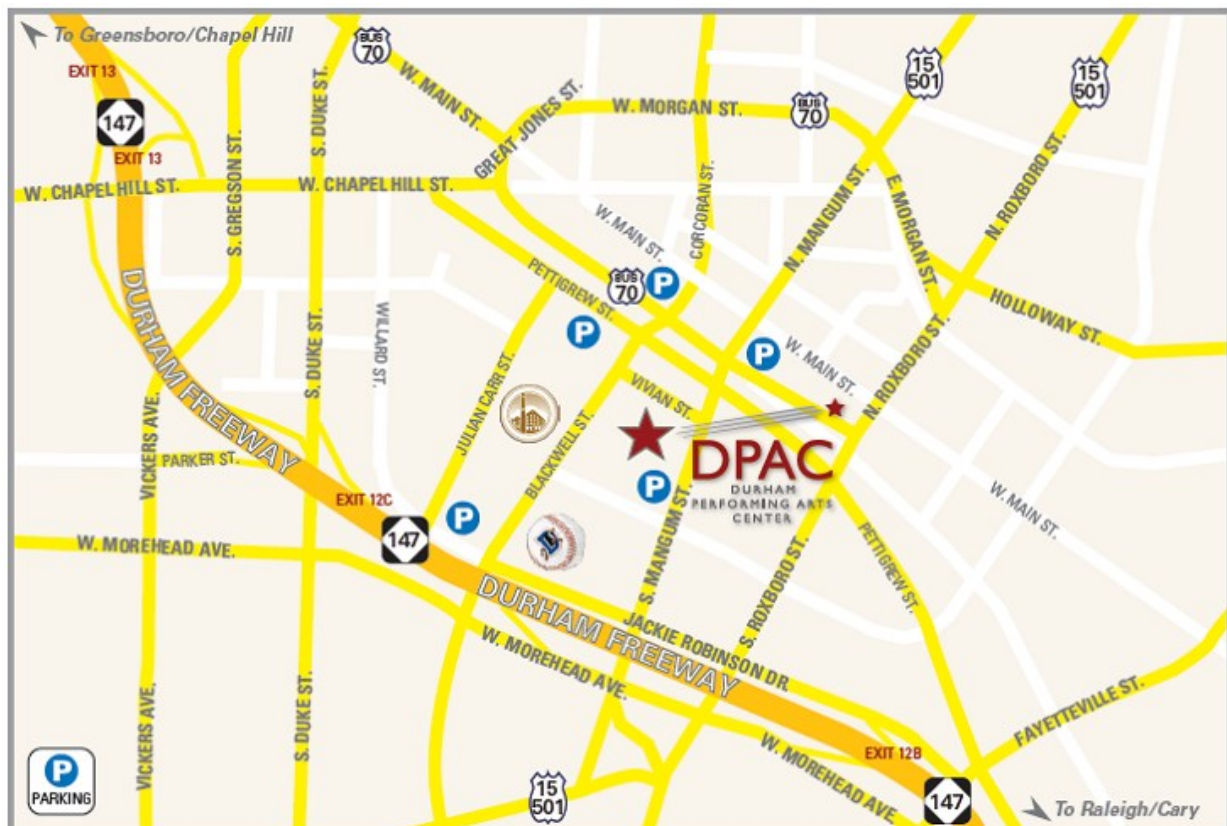 To Greensboro/Chapel Hill
EXIT 13
147
EXIT 13
W. CHAPEL HILL ST.
S. GREGSON ST.
S. DUKE ST.
BUS
70
W. MAIN ST.
GREAT JONES ST.
W. MORGAN ST.
BUS
70
15
501
15
501
W. CHAPEL HILL ST.
CORCORAN ST.
N. MANGUM ST.
E. MORGAN ST.
N. ROXBORO ST.
W. MAIN ST.
PETTIGREW ST.
BUS
70
P
HOLLOWAY ST.
DURHAM FREEWAY
S. DUKE ST.
WILLARD ST.
JULIAN CARR ST.
P
P
W. MAIN ST.
N. ROXBORO ST.
VIVIAN ST.
BLACKWELL ST.
VICKERS AVE.
PARKER ST.
DPAC
DURHAM
PERFORMING ARTS
CENTER
P
W. MAIN ST.
EXIT 12C
147
P
D
W. MOREHEAD AVE.
S. MANGUM ST.
S. ROXBORO ST.
PETTIGREW ST.
DURHAM FREEWAY
JACKIE ROBINSON DR.
W. MOREHEAD AVE.
VICKERS AVE.
S. DUKE ST.
FAYETTEVILLE ST.
W. MOREHEAD AVE.
EXIT 12B
P
PARKING
15
501
147
To Raleigh/Cary